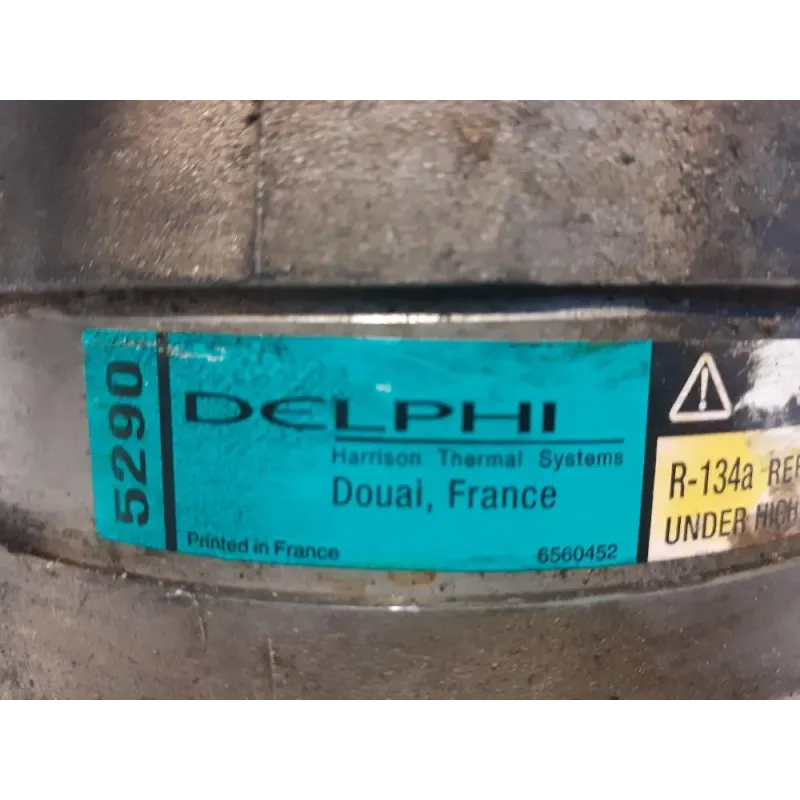 5290
DELPHI
Harrison Thermal Systems
Douai, France
Printed in France
6560452
R-134a
UNDER HIGH